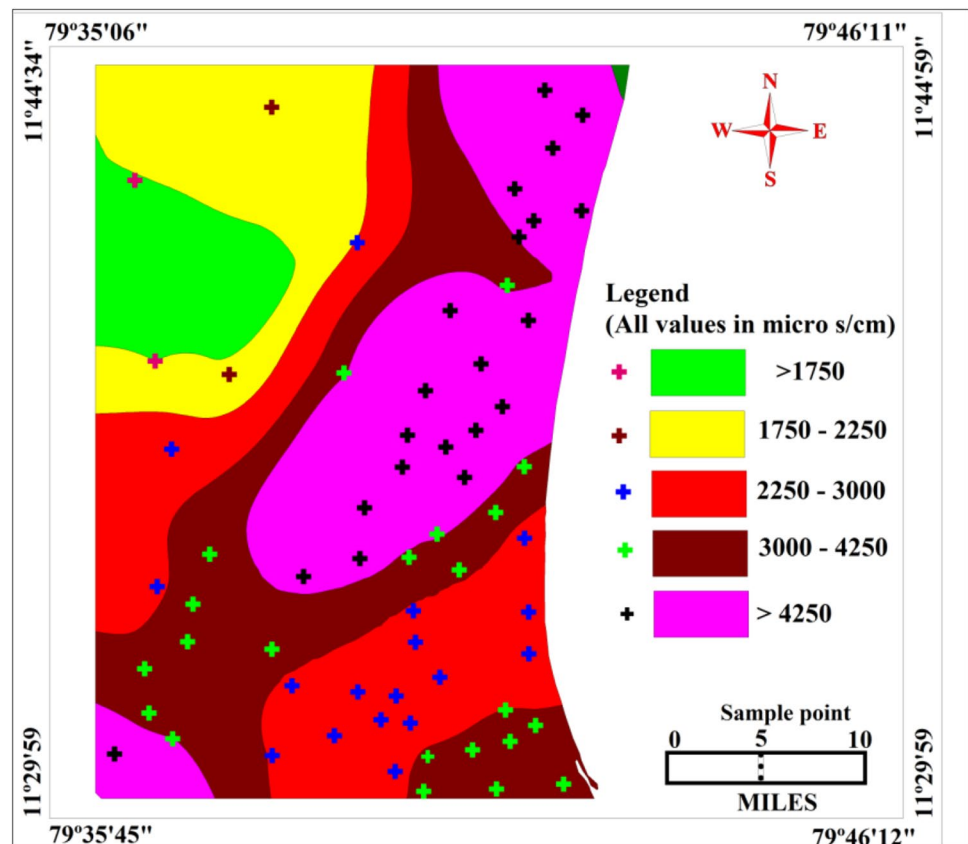 79º35'06"
79º46'11"
11º44'34"
11º44'59"
N
W
E
S
Legend
(All values in micro s/cm)
>1750
1750 - 2250
2250 - 3000
3000 - 4250
> 4250
Sample point
0 5 10
MILES
11º29'59
11º29'59
79º35'45"
79º46'12"